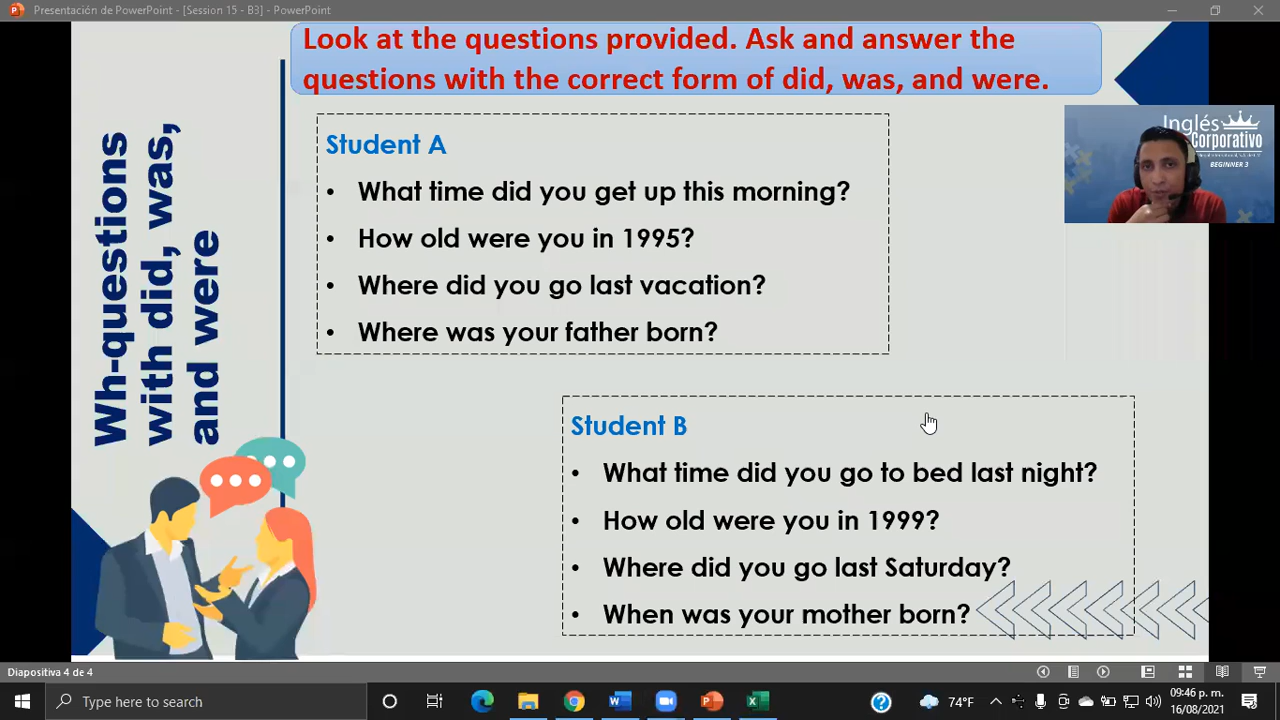 Presentación de PowerPoint - [Session 15 - B3] - PowerPoint
Look at the questions provided. Ask and answer the
questions with the correct form of did, was, and were.
Wh-questions
with did, was,
and were
Student A
• What time did you get up this morning?
• How old were you in 1995?
• Where did you go last vacation?
• Where was your father born?
Inglés
Corporativo
BEGINNER 3
Student B
• What time did you go to bed last night?
• How old were you in 1999?
• Where did you go last Saturday?
• When was your mother born?
Diapositiva 4 de 4
Type here to search
74°F
09:46 p. m.
16/08/2021